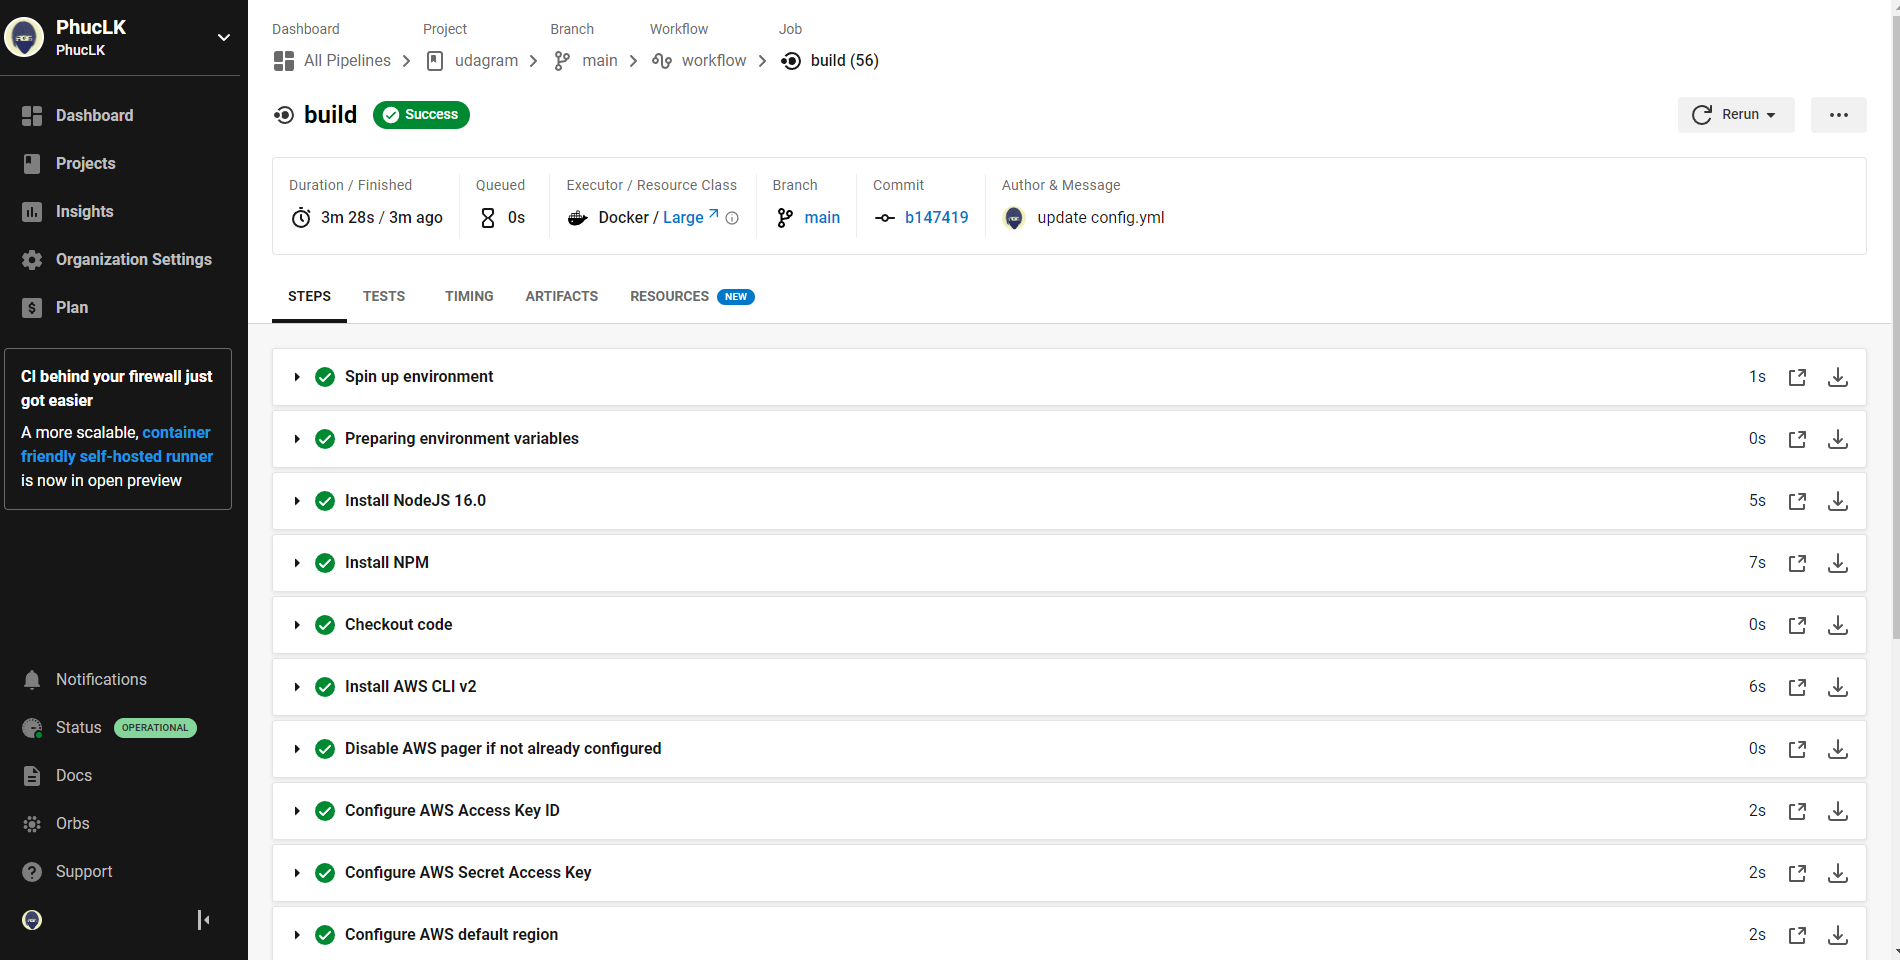 PhucLK
PhucLK
Dashboard
Projects
Insights
Organization Settings
Plan
CI behind your firewall just
got easier
A more scalable, container
friendly self-hosted runner
is now in open preview
Notifications
Status OPERATIONAL
Docs
Orbs
Support
Dashboard Project Branch Workflow Job
All Pipelines udagram main workflow build (56)
build Success Rerun
Duration / Finished Queued Executor / Resource Class Branch Commit Author & Message
3m 28s / 3m ago 0s Docker / Large main b147419 update config.yml
STEPS TESTS TIMING ARTIFACTS RESOURCES NEW
Spin up environment 1s
Preparing environment variables 0s
Install NodeJS 16.0 5s
Install NPM 7s
Checkout code 0s
Install AWS CLI v2 6s
Disable AWS pager if not already configured 0s
Configure AWS Access Key ID 2s
Configure AWS Secret Access Key 2s
Configure AWS default region 2s